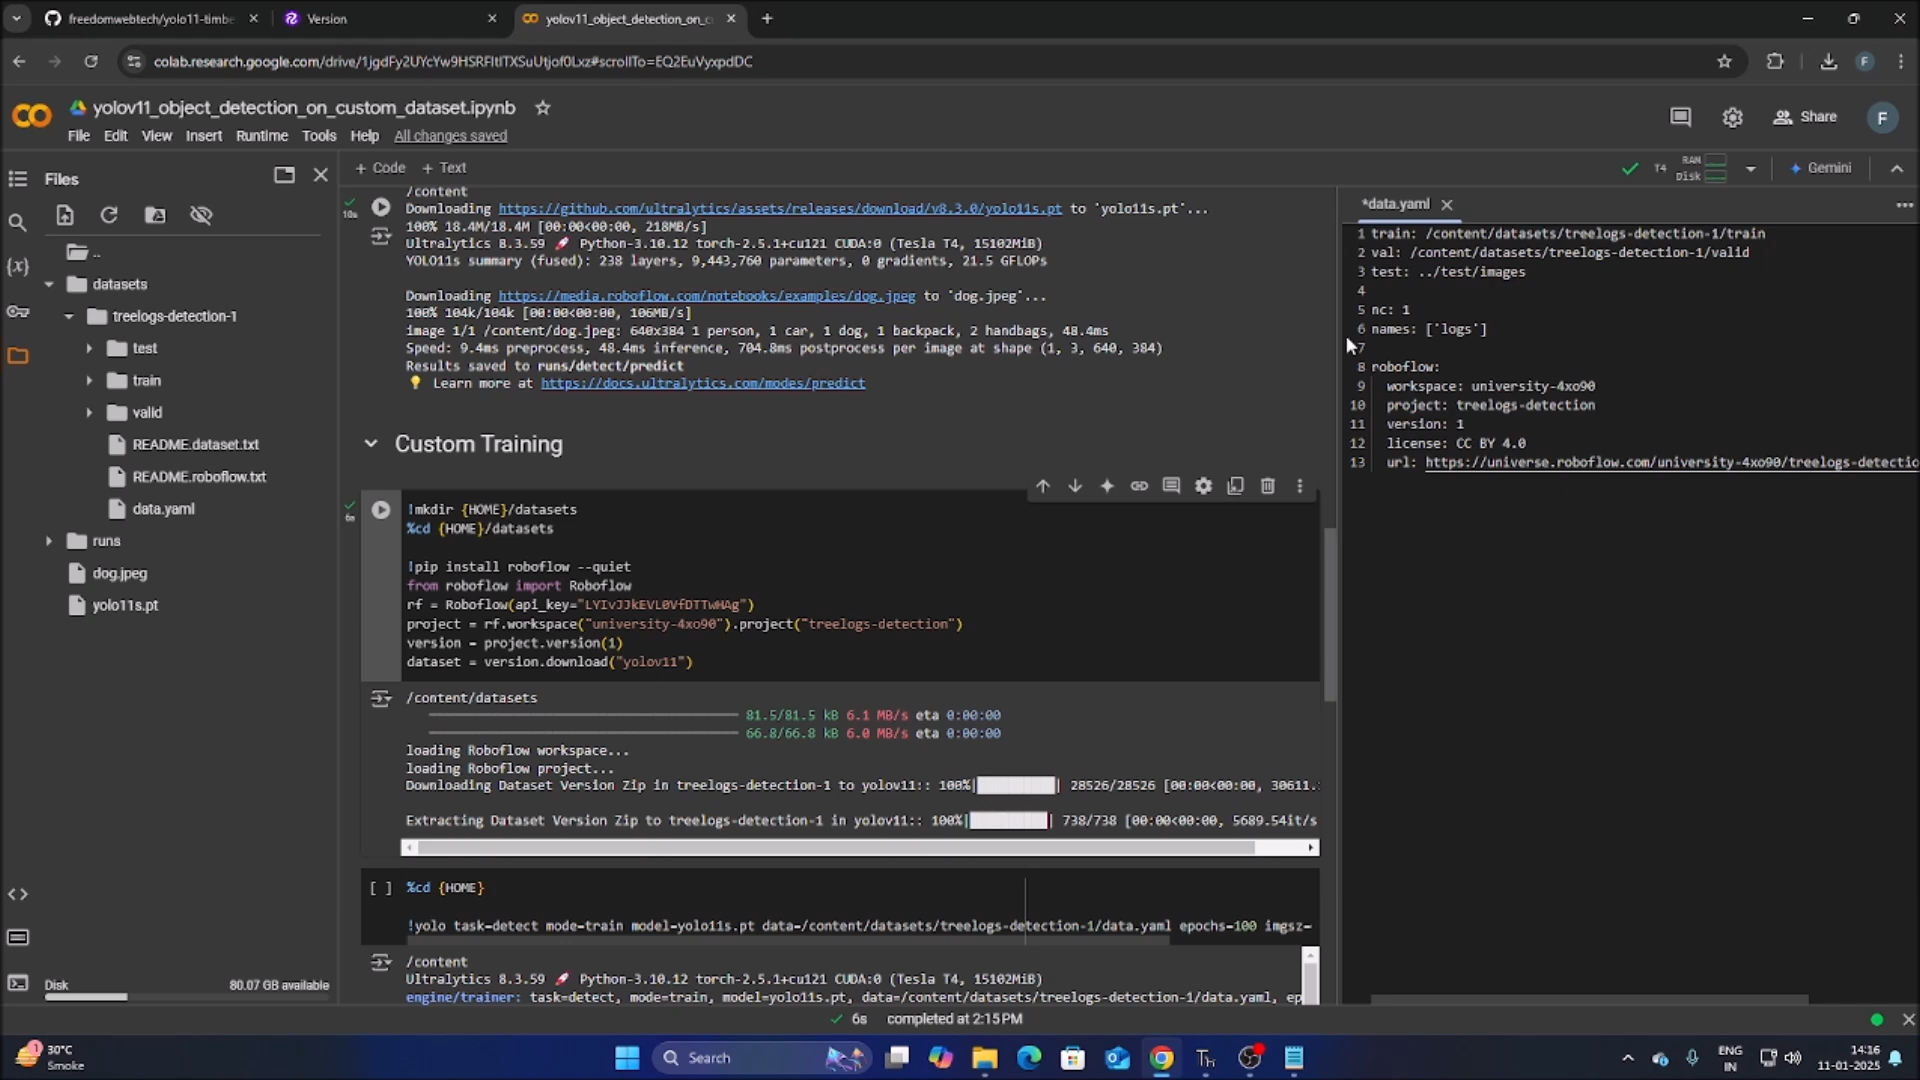 freedomwebtech/yolo11-timbe
Version
yolov11_object_detection_on_c
colab.research.google.com/drive/1jgdFy2UYcYw9HSRFItITXSuUtjof0Lxz#scrollTo=EQ2EuVyxpdDC
F
yolov11_object_detection_on_custom_dataset.ipynb
File Edit View Insert Runtime Tools Help All changes saved
Share
F
Files
+ Code + Text
T4 RAM
Disk
Gemini
..
datasets
treelogs-detection-1
test
train
valid
README.dataset.txt
README.roboflow.txt
data.yaml
runs
dog.jpeg
yolo11s.pt
Disk 80.07 GB available
/content
10s
Downloading https://github.com/ultralytics/assets/releases/download/v8.3.0/yolo11s.pt to 'yolo11s.pt'...
100% 18.4M/18.4M [00:00<00:00, 218MB/s]
Ultralytics 8.3.59 🚀 Python-3.10.12 torch-2.5.1+cu121 CUDA:0 (Tesla T4, 15102MiB)
YOLO11s summary (fused): 238 layers, 9,443,760 parameters, 0 gradients, 21.5 GFLOPs
Downloading https://media.roboflow.com/notebooks/examples/dog.jpeg to 'dog.jpeg'...
100% 104k/104k [00:00<00:00, 106MB/s]
image 1/1 /content/dog.jpeg: 640x384 1 person, 1 car, 1 dog, 1 backpack, 2 handbags, 48.4ms
Speed: 9.4ms preprocess, 48.4ms inference, 704.8ms postprocess per image at shape (1, 3, 640, 384)
Results saved to runs/detect/predict
💡 Learn more at https://docs.ultralytics.com/modes/predict
Custom Training
6s
!mkdir {HOME}/datasets
%cd {HOME}/datasets
!pip install roboflow --quiet
from roboflow import Roboflow
rf = Roboflow(api_key="LYIvJJkEVL0VfDTTwHAg")
project = rf.workspace("university-4xo90").project("treelogs-detection")
version = project.version(1)
dataset = version.download("yolov11")
/content/datasets
81.5/81.5 kB 6.1 MB/s eta 0:00:00
66.8/66.8 kB 6.0 MB/s eta 0:00:00
loading Roboflow workspace...
loading Roboflow project...
Downloading Dataset Version Zip in treelogs-detection-1 to yolov11:: 100%| | 28526/28526 [00:00<00:00, 30611.
Extracting Dataset Version Zip to treelogs-detection-1 in yolov11:: 100%| | 738/738 [00:00<00:00, 5689.54it/s
[ ] %cd {HOME}
!yolo task=detect mode=train model=yolo11s.pt data=/content/datasets/treelogs-detection-1/data.yaml epochs=100 imgsz=
/content
Ultralytics 8.3.59 🚀 Python-3.10.12 torch-2.5.1+cu121 CUDA:0 (Tesla T4, 15102MiB)
engine/trainer: task=detect, mode=train, model=yolo11s.pt, data=/content/datasets/treelogs-detection-1/data.yaml, ep
*data.yaml
1 train: /content/datasets/treelogs-detection-1/train
2 val: /content/datasets/treelogs-detection-1/valid
3 test: ../test/images
4
5 nc: 1
6 names: ['logs']
7
8 roboflow:
9 workspace: university-4xo90
10 project: treelogs-detection
11 version: 1
12 license: CC BY 4.0
13 url: https://universe.roboflow.com/university-4xo90/treelogs-detectio
6s completed at 2:15PM
1
30°C
Smoke
Search
ENG
IN
14:16
11-01-2025